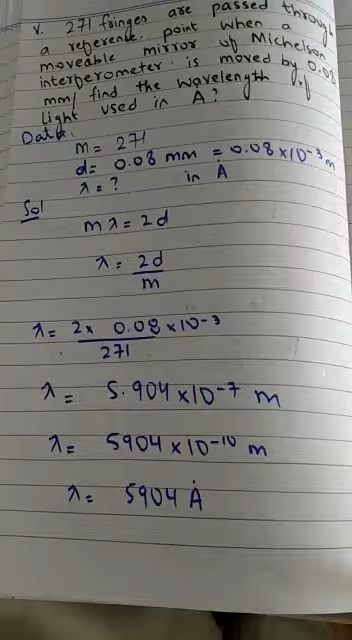 v. 271 fringes are passed through
a reference point when a
moveable mirror of Michelson
interferometer is moved by 0.08
mm/ find the wavelength of
light used in Å?
Data:
m = 271
d = 0.08 mm = 0.08×10⁻³m
λ = ? in Å
Sol
mλ = 2d
λ = 2d/m
λ = 2× 0.08×10⁻³/271
λ = 5.904×10⁻⁷ m
λ = 5904×10⁻¹⁰ m
λ = 5904 Å